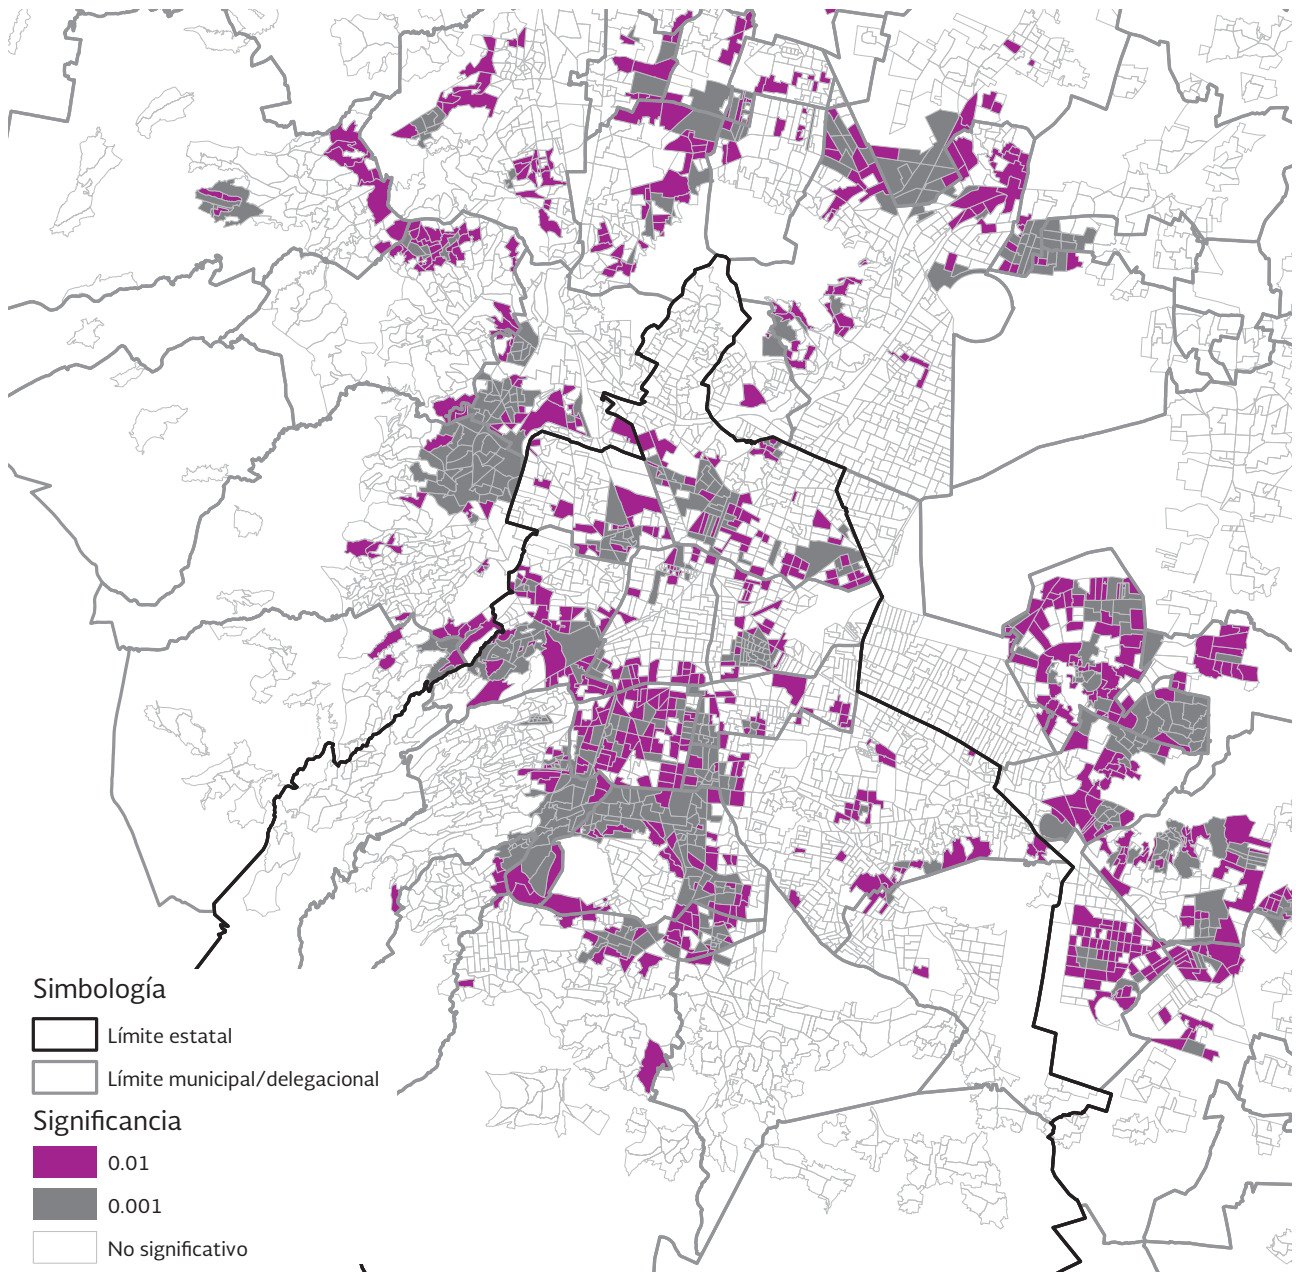 Simbología
Límite estatal
Límite municipal/delegacional
Significancia
0.01
0.001
No significativo